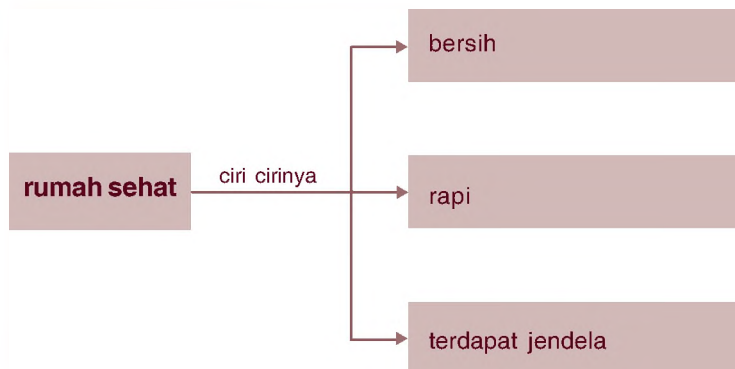 rumah sehat
ciri cirinya
bersih
rapi
terdapat jendela